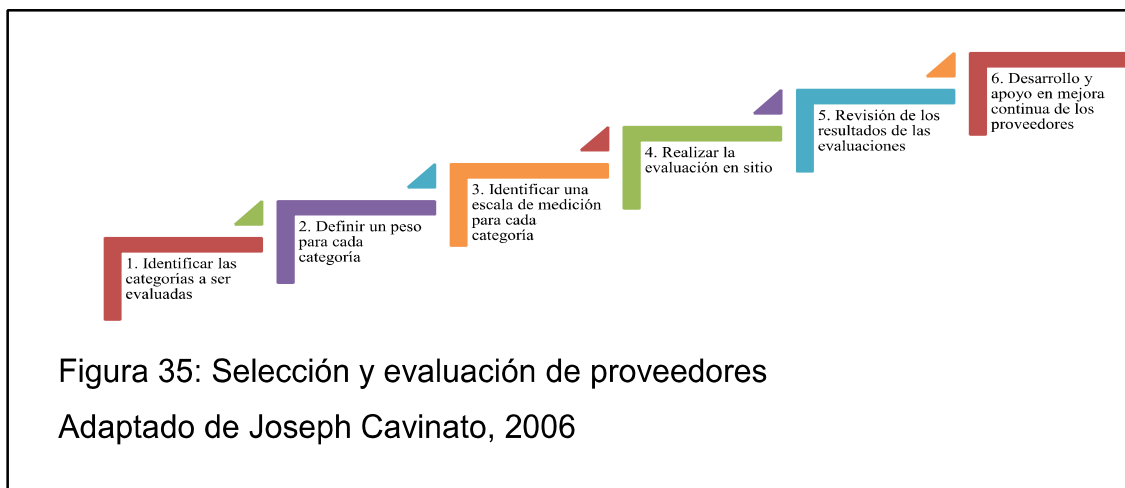 1. Identificar las
categorías a ser
evaluadas
2. Definir un peso
para cada
categoría
3. Identificar una
escala de medición
para cada
categoría
4. Realizar la
evaluación en sitio
5. Revisión de los
resultados de las
evaluaciones
6. Desarrollo y
apoyo en mejora
continua de los
proveedores
Figura 35: Selección y evaluación de proveedores
Adaptado de Joseph Cavinato, 2006